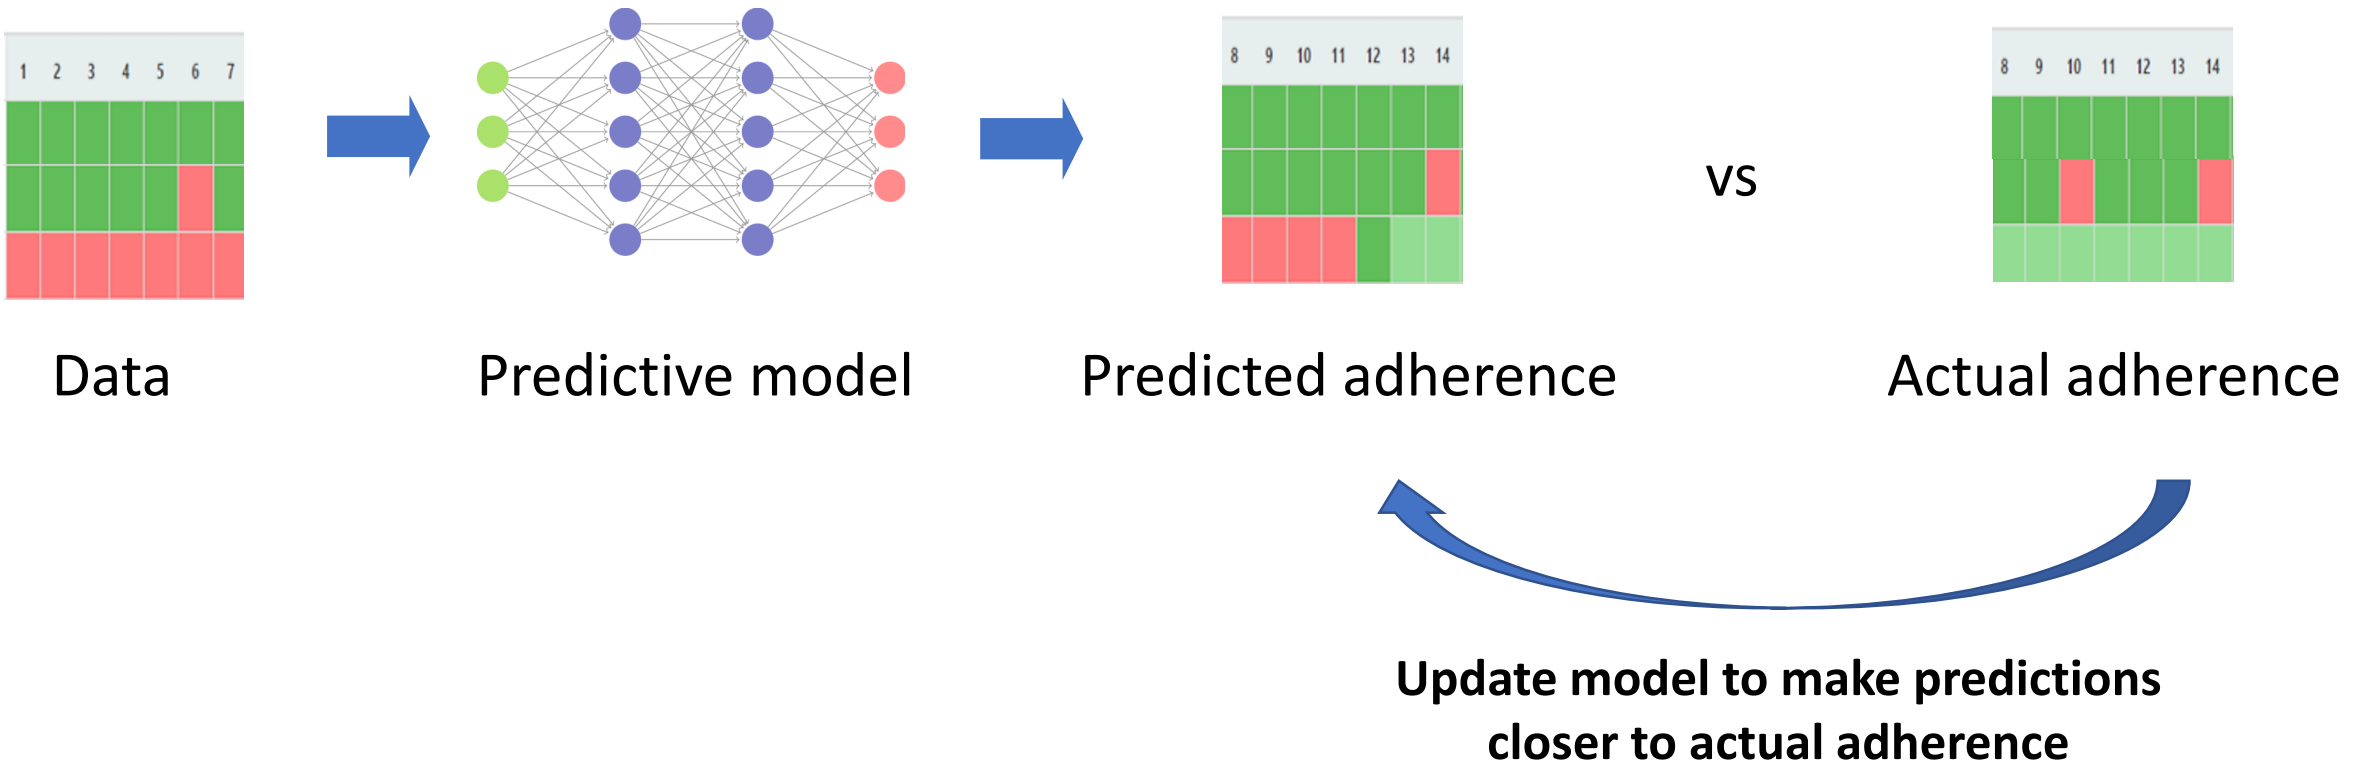 1 2 3 4 5 6 7
8 9 10 11 12 13 14
8 9 10 11 12 13 14
vs
Data
Predictive model
Predicted adherence
Actual adherence
Update model to make predictions
closer to actual adherence